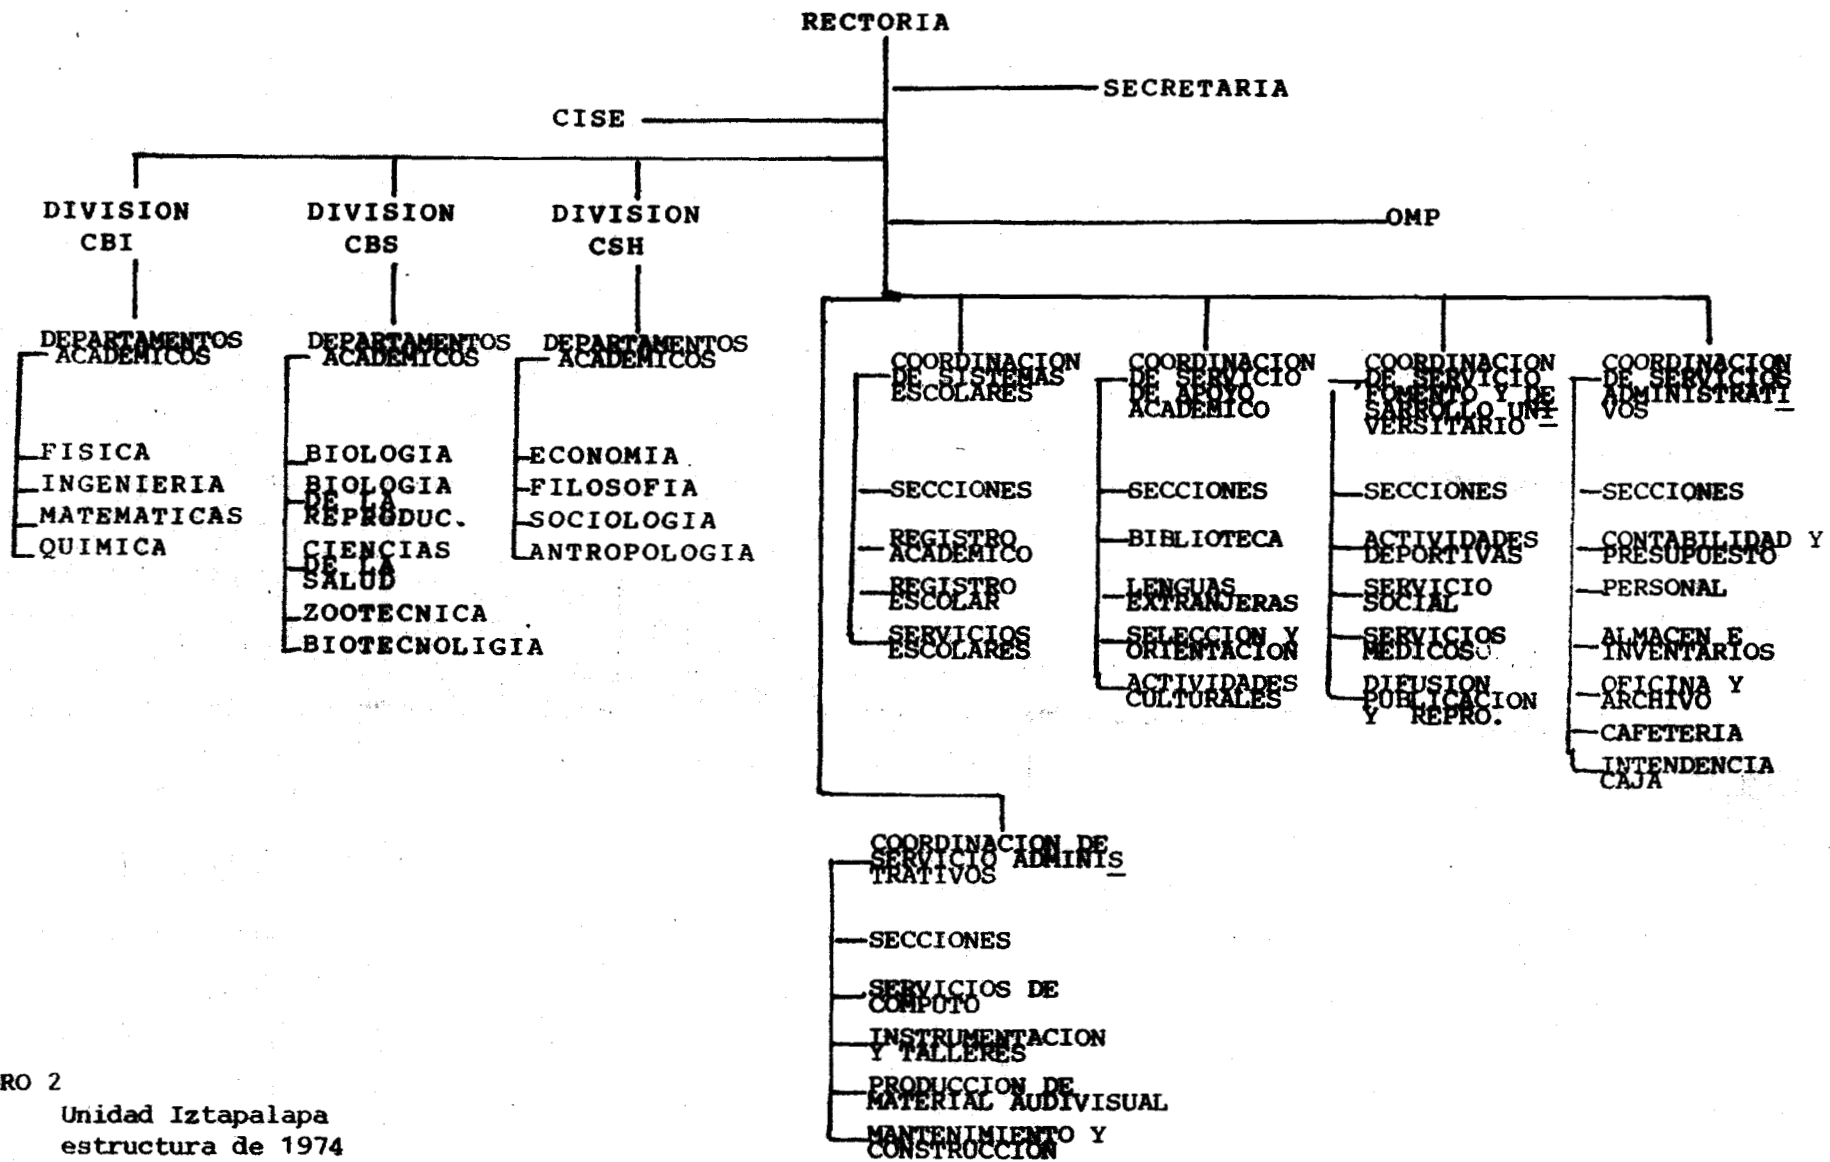 RECTORIA
SECRETARIA
CISE
DIVISION
CBI
DIVISION
CBS
DIVISION
CSH
OMP
DEPARTAMENTOS
ACADEMICOS
FISICA
INGENIERIA
MATEMATICAS
QUIMICA
DEPARTAMENTOS
ACADEMICOS
BIOLOGIA
BIOLOGIA
DE LA
REPRODUC.
CIENCIAS
DE LA
SALUD
ZOOTECNICA
BIOTECNOLIGIA
DEPARTAMENTOS
ACADEMICOS
ECONOMIA
FILOSOFIA
SOCIOLOGIA
ANTROPOLOGIA
COORDINACION
DE SISTEMAS
ESCOLARES
SECCIONES
REGISTRO
ACADEMICO
REGISTRO
ESCOLAR
SERVICIOS
ESCOLARES
COORDINACION
DE SERVICIO
DE APOYO
ACADEMICO
SECCIONES
BIBLIOTECA
LENGUAS
EXTRANJERAS
SELECCION Y
ORIENTACION
ACTIVIDADES
CULTURALES
COORDINACION
DE SERVICIO
FOMENTO Y DE
SARROLLO UNI
VERSITARIO
SECCIONES
ACTIVIDADES
DEPORTIVAS
SERVICIO
SOCIAL
SERVICIOS
MEDICOS
DIFUSION
PUBLICACION
Y REPRO.
COORDINACION
DE SERVICIOS
ADMINISTRATI
VOS
SECCIONES
CONTABILIDAD Y
PRESUPUESTO
PERSONAL
ALMACEN E
INVENTARIOS
OFICINA Y
ARCHIVO
CAFETERIA
INTENDENCIA
CAJA
COORDINACION DE
SERVICIO ADMINIS
TRATIVOS
SECCIONES
SERVICIOS DE
COMPUTO
INSTRUMENTACION
Y TALLERES
PRODUCCION DE
MATERIAL AUDIVISUAL
MANTENIMIENTO Y
CONSTRUCCION
RO 2
Unidad Iztapalapa
estructura de 1974